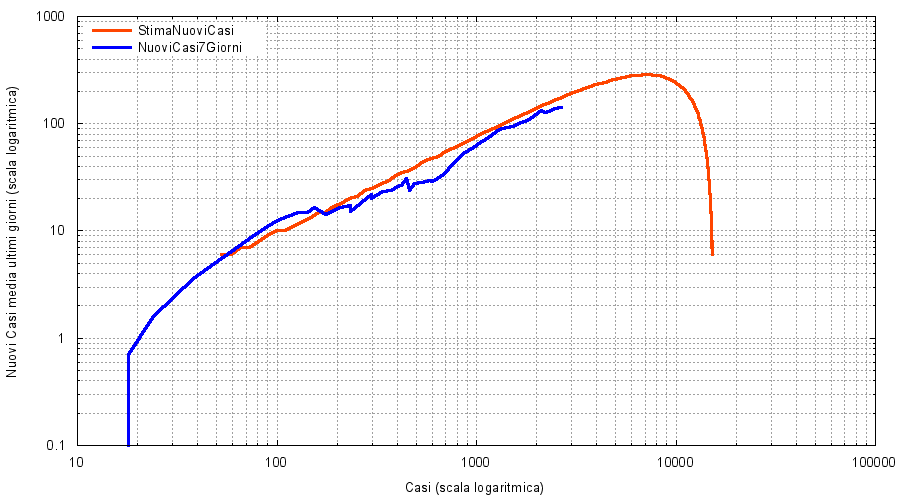 1000
StimaNuoviCasi
NuoviCasi7Giorni
100
10
1
0.1
10
100
1000
10000
100000
Nuovi Casi media ultimi giorni (scala logaritmica)
Casi (scala logaritmica)